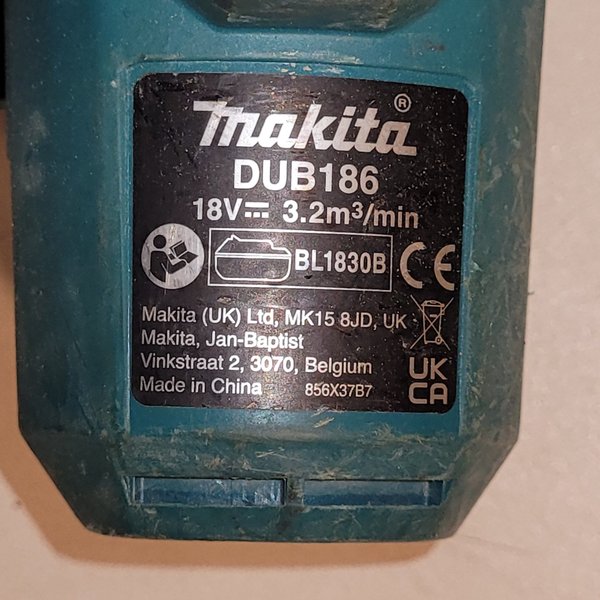 makita®
DUB186
18V⎓ 3.2m³/min
BL1830B
CE
Makita (UK) Ltd, MK15 8JD, UK
Makita, Jan-Baptist
Vinkstraat 2, 3070, Belgium
Made in China 856X37B7
UK
CA